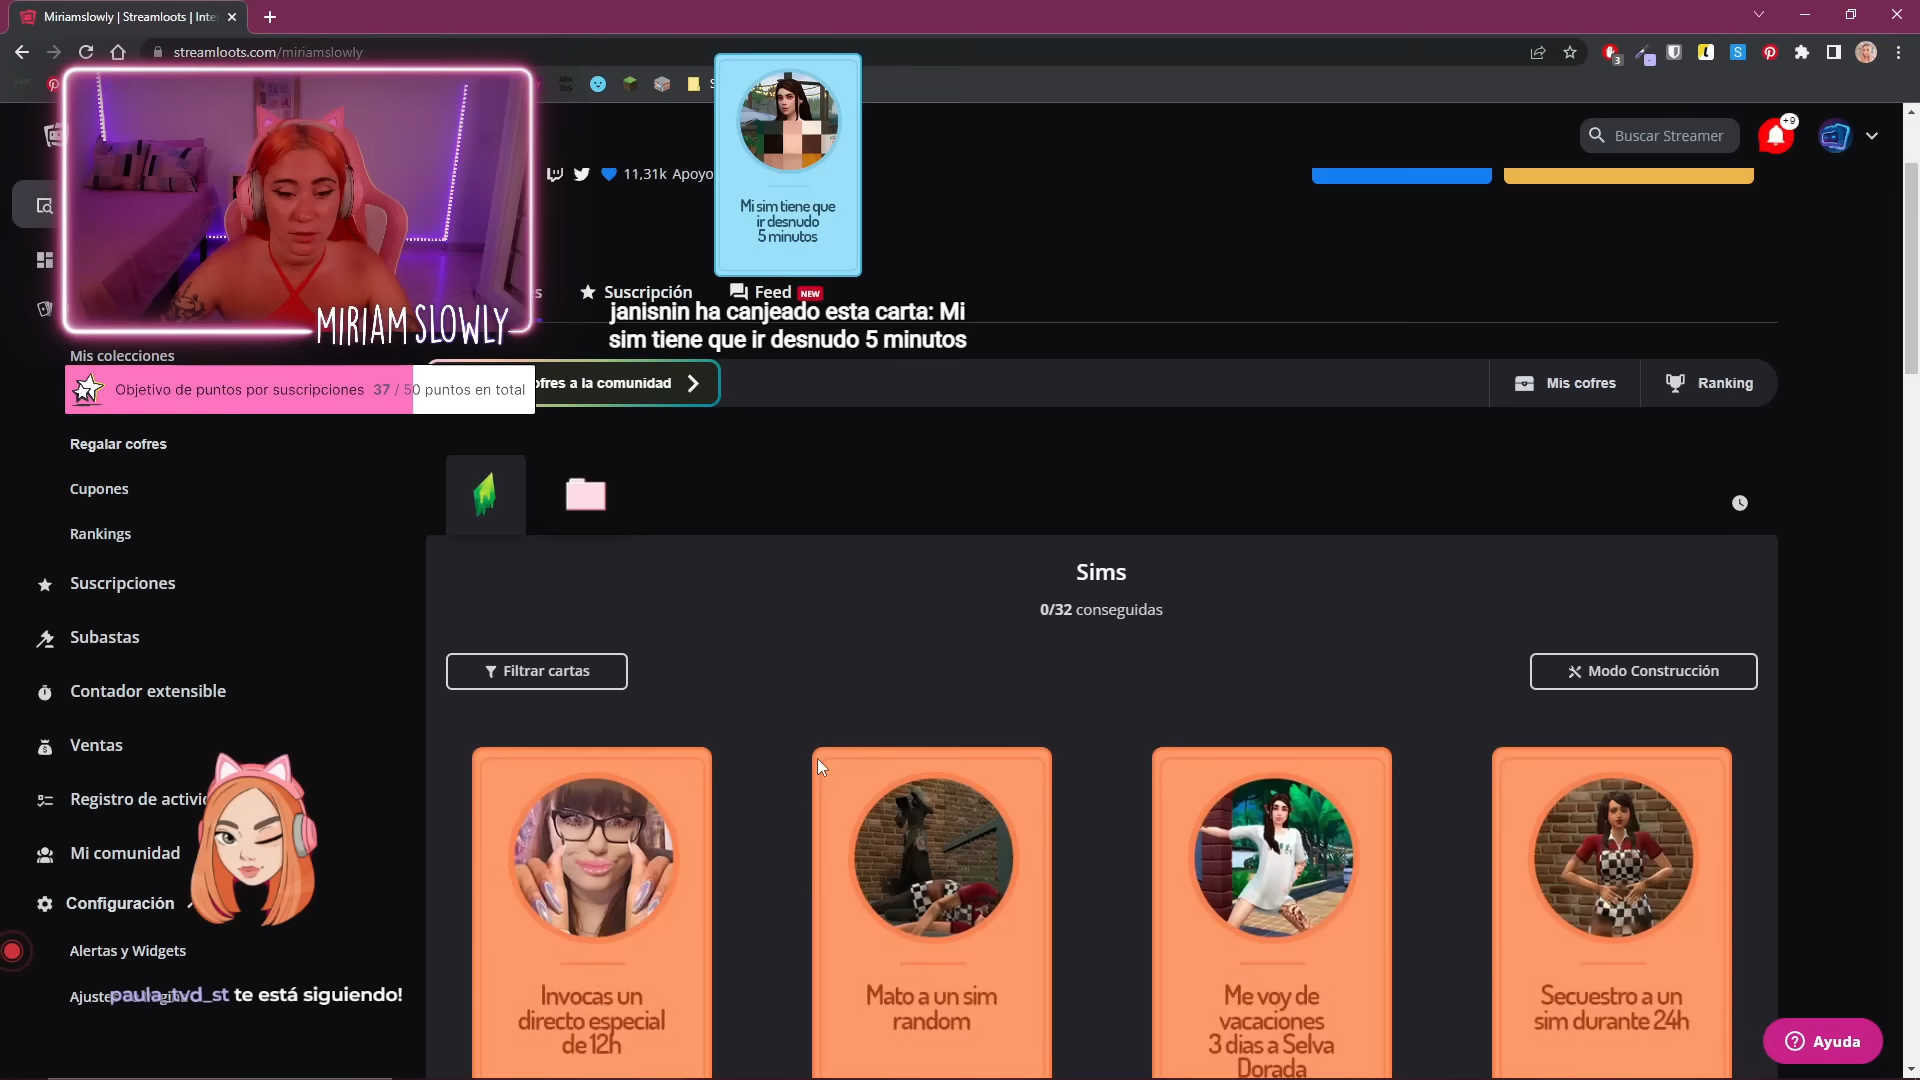 Miriamslowly | Streamloots | Inte
streamloots.com/miriamslowly
3
S
Buscar Streamer
+9
11,31k Apoyo
Mi sim tiene que
ir desnudo
5 minutos
Suscripción
Feed NEW
janisnin ha canjeado esta carta: Mi
sim tiene que ir desnudo 5 minutos
MIRIAM SLOWLY
Mis colecciones
Objetivo de puntos por suscripciones 37 / 50 puntos en total
ofres a la comunidad
Mis cofres
Ranking
Regalar cofres
Cupones
Rankings
Suscripciones
Subastas
Contador extensible
Ventas
Registro de activid
Mi comunidad
Configuración
Alertas y Widgets
paula_tvd_st te está siguiendo!
Sims
0/32 conseguidas
Filtrar cartas
Modo Construcción
Invocas un
directo especial
de 12h
Mato a un sim
random
Me voy de
vacaciones
3 dias a Selva
Dorada
Secuestro a un
sim durante 24h
Ayuda